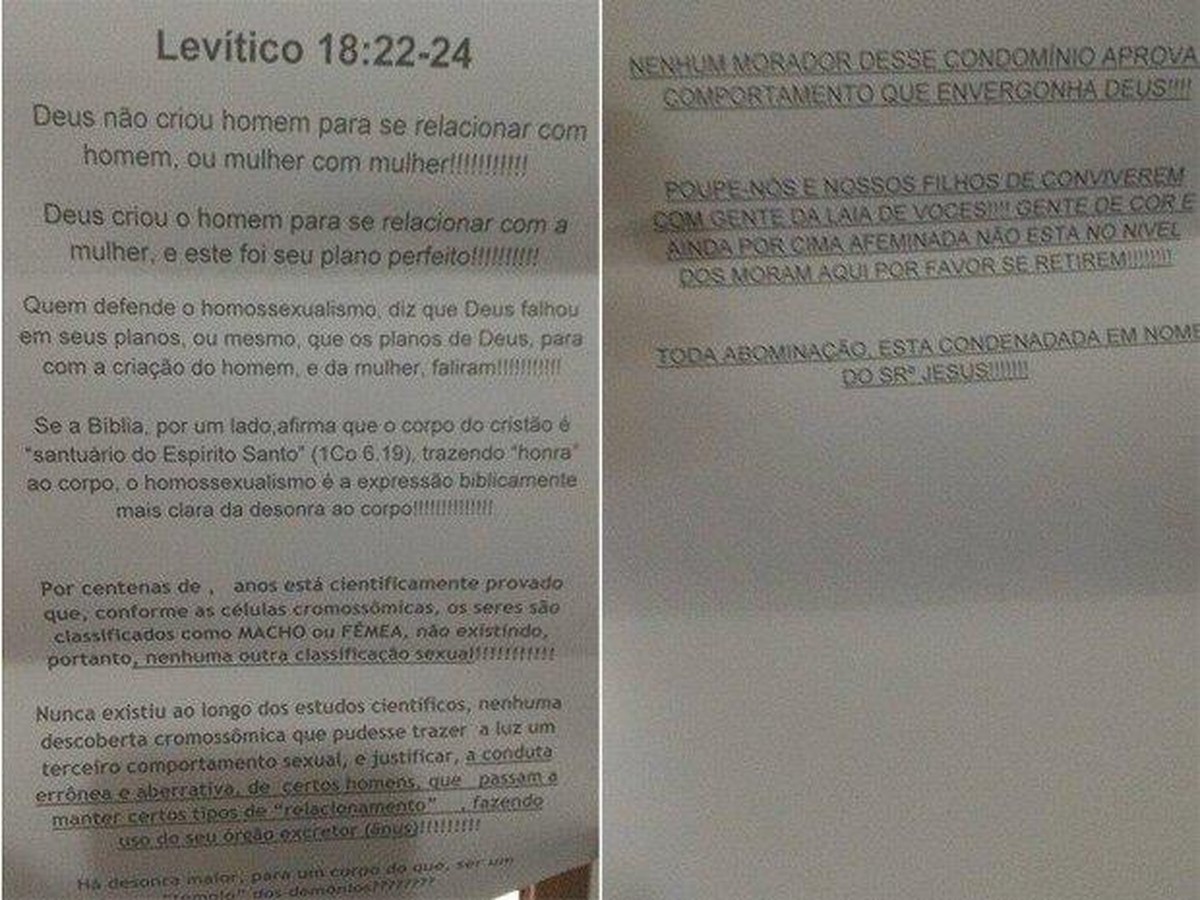 Levítico 18:22-24
Deus não criou homem para se relacionar com
homem, ou mulher com mulher!!!!!!!!!!!
Deus criou o homem para se relacionar com a
mulher, e este foi seu plano perfeito!!!!!!!!!!
Quem defende o homossexualismo, diz que Deus falhou
em seus planos, ou mesmo, que os planos de Deus, para
com a criação do homem, e da mulher, faliram!!!!!!!!!!!
Se a Bíblia, por um lado,afirma que o corpo do cristão é
"santuário do Espirito Santo" (1Co 6.19), trazendo "honra"
ao corpo, o homossexualismo é a expressão biblicamente
mais clara da desonra ao corpo!!!!!!!!!!!!!!
Por centenas de , anos está cientificamente provado
que, conforme as células cromossômicas, os seres são
classificados como MACHO ou FÊMEA, não existindo,
portanto, nenhuma outra classificação sexual!!!!!!!!!!!!
Nunca existiu ao longo dos estudos científicos, nenhuma
descoberta cromossômica que pudesse trazer a luz um
terceiro comportamento sexual, e justificar, a conduta
errônea e aberrativa, de certos homens, que passam a
manter certos tipos de "relacionamento" , fazendo
uso do seu órgão excretor (ânus)!!!!!!!!!
Há desonra maior, para um corpo do que, ser um
"templo" dos demônios????????
NENHUM MORADOR DESSE CONDOMÍNIO APROVA
COMPORTAMENTO QUE ENVERGONHA DEUS!!!!
POUPE-NOS E NOSSOS FILHOS DE CONVIVEREM
COM GENTE DA LAIA DE VOCES!!!! GENTE DE COR E
AINDA POR CIMA AFEMINADA NÃO ESTA NO NIVEL
DOS MORAM AQUI POR FAVOR SE RETIREM!!!!!!!!
TODA ABOMINAÇÃO, ESTA CONDENADADA EM NOME
DO SRº JESUS!!!!!!!